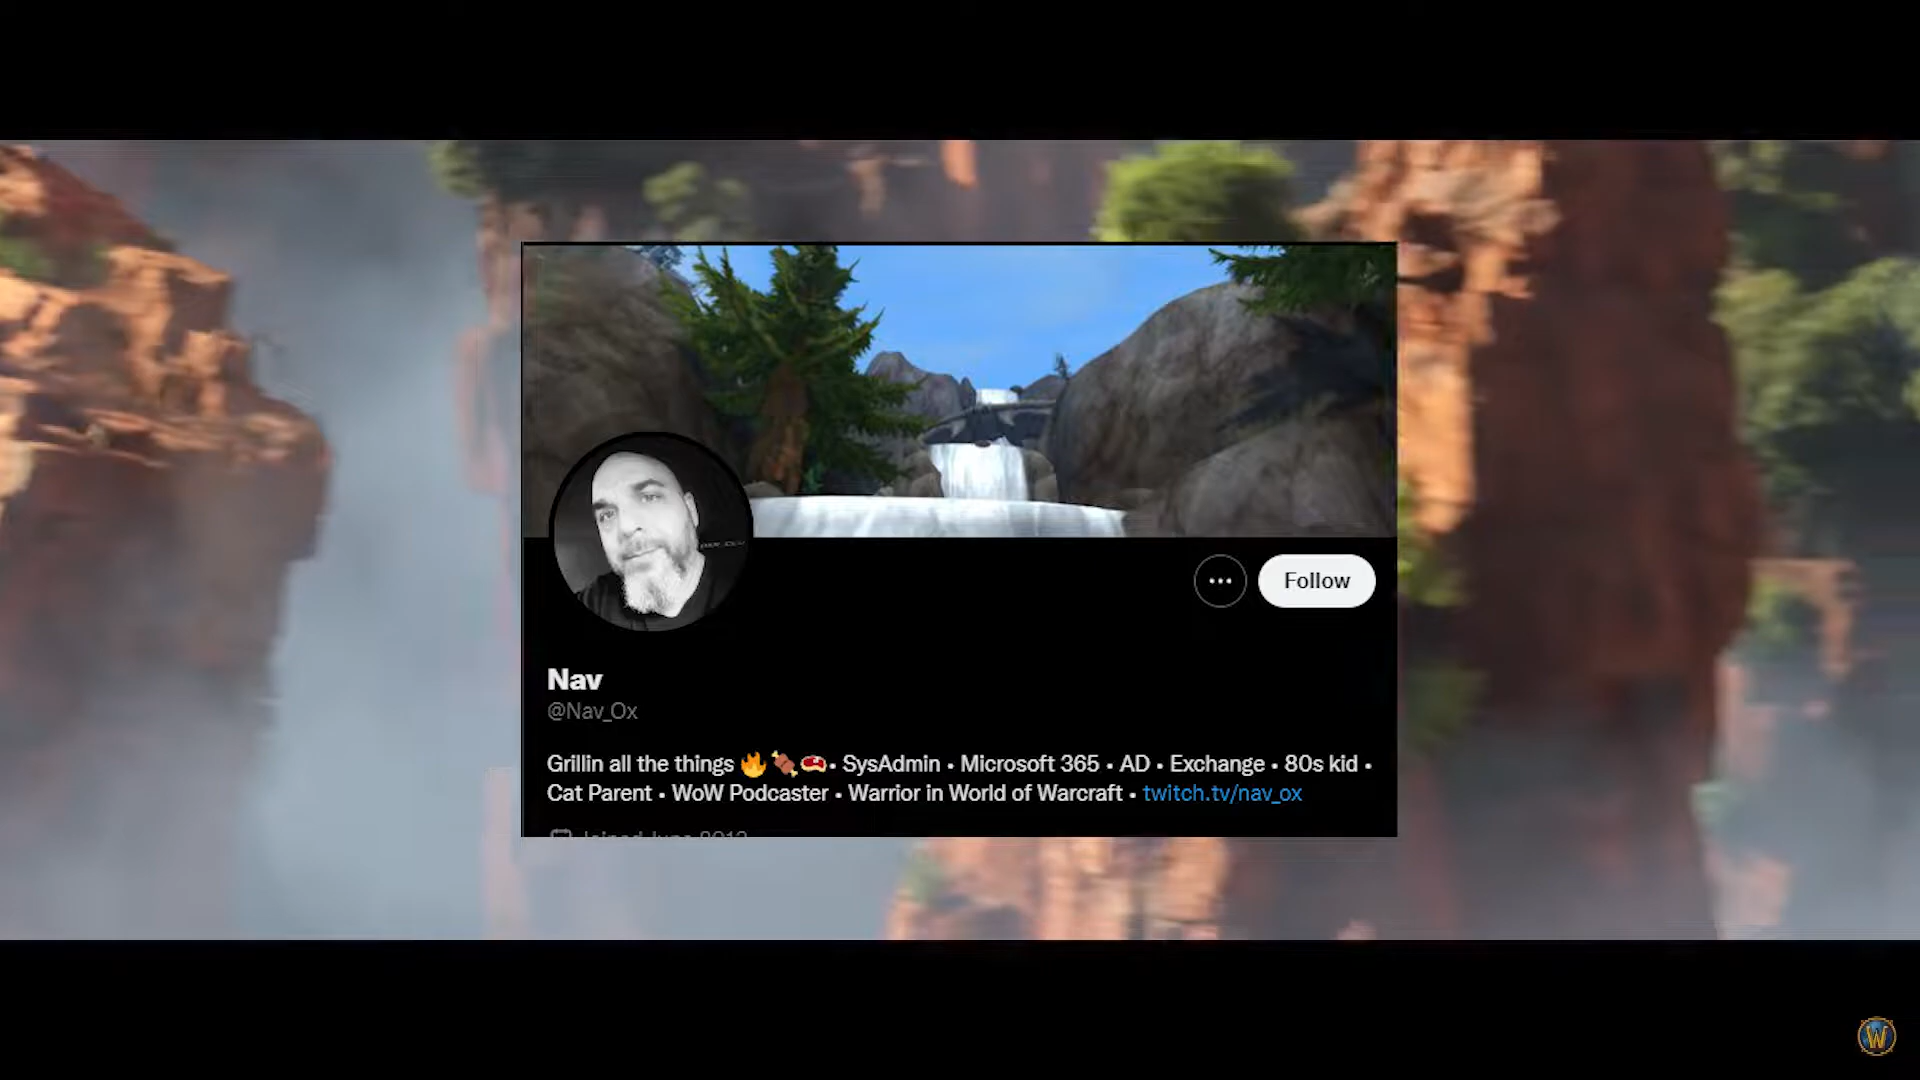 Follow
Nav
@Nav_Ox
Grillin all the things 🔥🍖🥩• SysAdmin • Microsoft 365 • AD • Exchange • 80s kid •
Cat Parent • WoW Podcaster • Warrior in World of Warcraft • twitch.tv/nav_ox
W